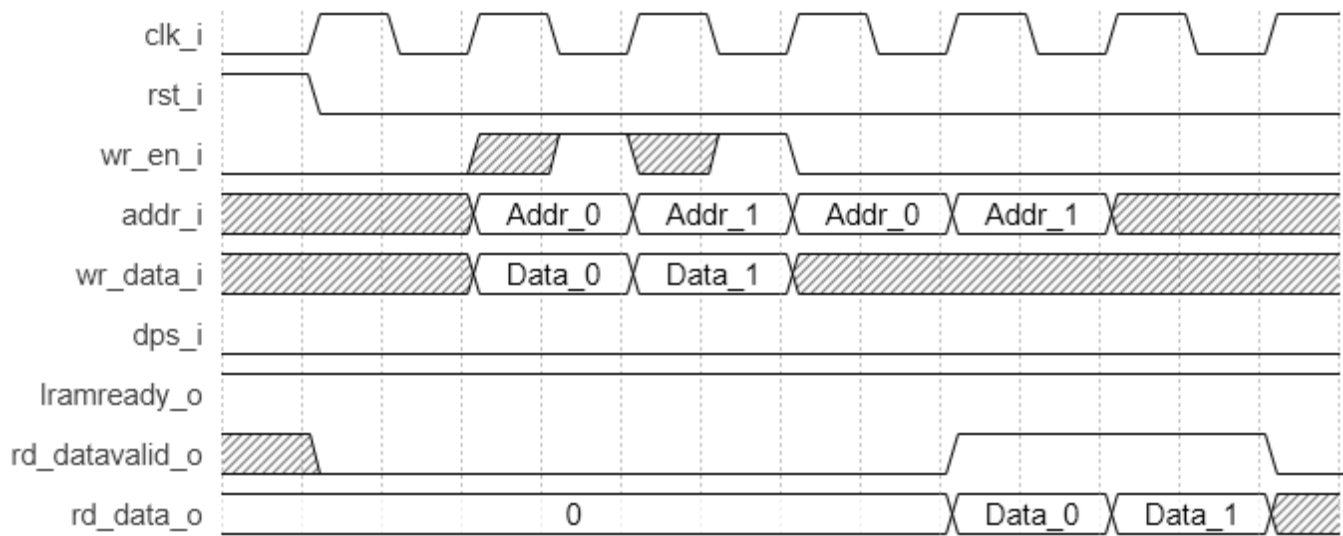 clk_i
rst_i
wr_en_i
addr_i Addr_0 Addr_1 Addr_0 Addr_1
wr_data_i Data_0 Data_1
dps_i
lramready_o
rd_datavalid_o
rd_data_o 0 Data_0 Data_1